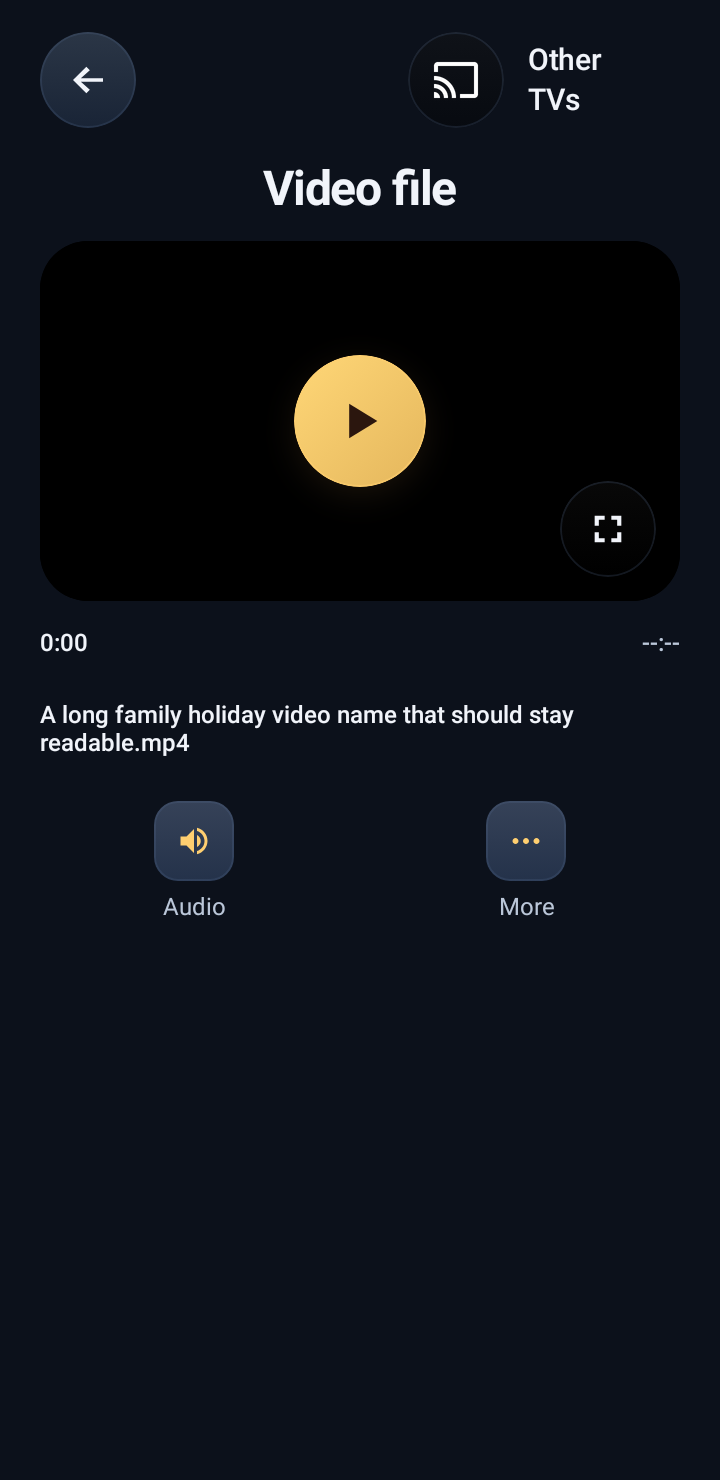 Other
TVs
Video file
0:00
--:--
A long family holiday video name that should stay
readable.mp4
Audio
More